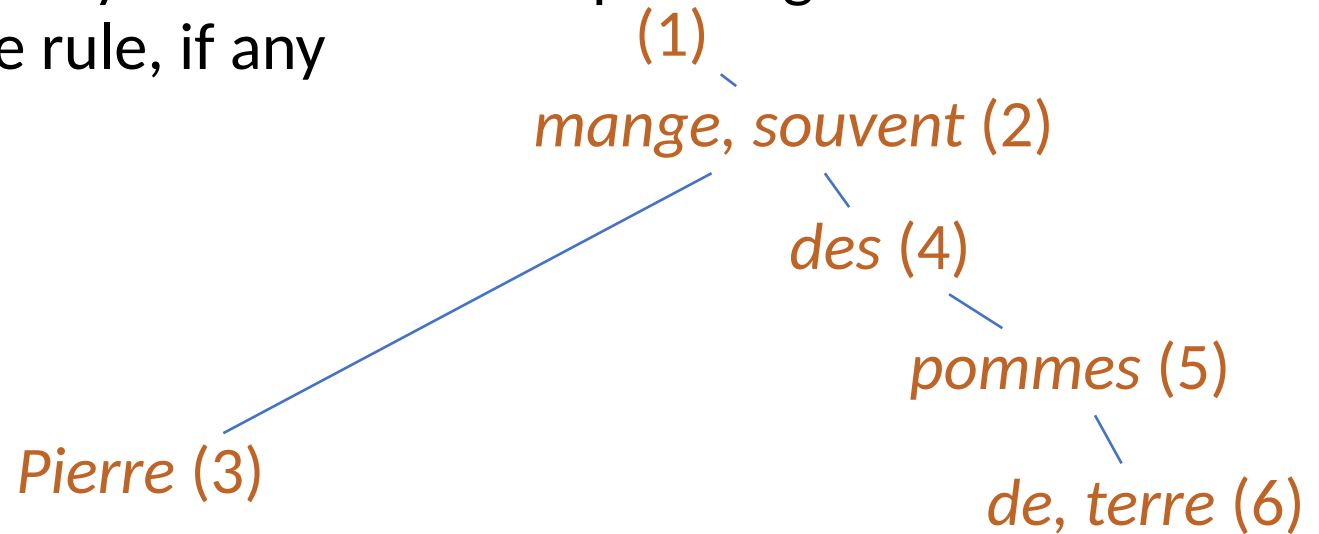 e rule, if any
(1)
mange, souvent (2)
des (4)
pommes (5)
Pierre (3)
de, terre (6)